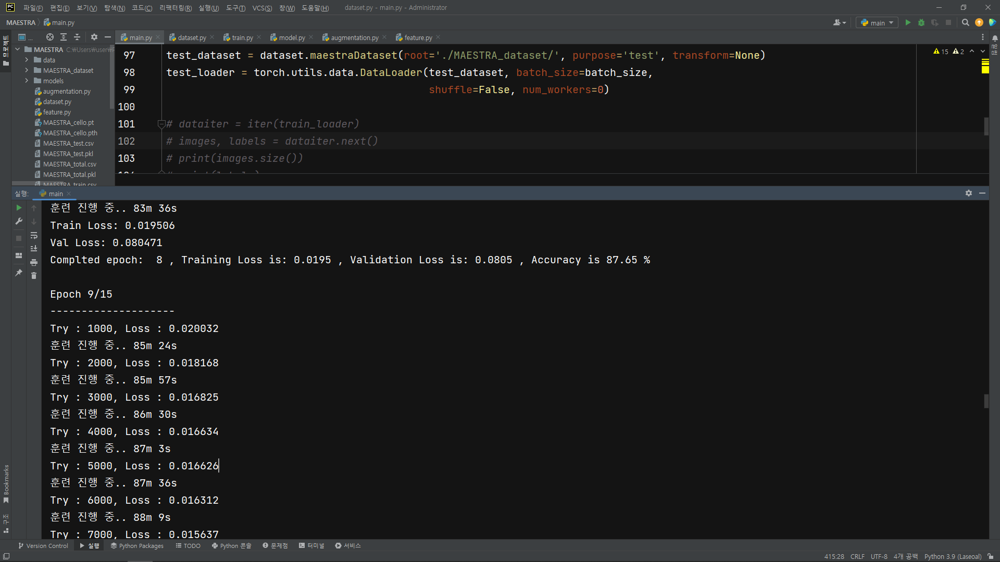 PC 파일(F) 편집(E) 보기(V) 탐색(N) 코드(C) 리팩터링(R) 실행(U) 도구(T) VCS(S) 창(W) 도움말(H) dataset.py - main.py - Administrator
MAESTRA main.py
main
프로젝트
...
main.py dataset.py train.py model.py augmentation.py feature.py
알림
MAESTRA C:₩Users₩user₩P
data
MAESTRA_dataset
models
augmentation.py
dataset.py
feature.py
MAESTRA_cello.pt
MAESTRA_cello.pth
MAESTRA_test.csv
MAESTRA_test.pkl
MAESTRA_total.csv
MAESTRA_total.pkl
MAESTRA_train.csv
15 2
97 test_dataset = dataset.maestraDataset(root='./MAESTRA_dataset/', purpose='test', transform=None)
98 test_loader = torch.utils.data.DataLoader(test_dataset, batch_size=batch_size,
99 shuffle=False, num_workers=0)
100
101 # dataiter = iter(train_loader)
102 # images, labels = dataiter.next()
103 # print(images.size())
실행: main
훈련 진행 중.. 83m 36s
Train Loss: 0.019506
Val Loss: 0.080471
Complted epoch:  8 , Training Loss is: 0.0195 , Validation Loss is: 0.0805 , Accuracy is 87.65 %
Epoch 9/15
--------------------
Try : 1000, Loss : 0.020032
훈련 진행 중.. 85m 24s
Try : 2000, Loss : 0.018168
훈련 진행 중.. 85m 57s
Try : 3000, Loss : 0.016825
훈련 진행 중.. 86m 30s
Try : 4000, Loss : 0.016634
훈련 진행 중.. 87m 3s
Try : 5000, Loss : 0.016626
훈련 진행 중.. 87m 36s
Try : 6000, Loss : 0.016312
훈련 진행 중.. 88m 9s
Try : 7000, Loss : 0.015637
Bookmarks
구조
Version Control 실행 Python Packages TODO Python 콘솔 문제점 터미널 서비스
415:28 CRLF UTF-8 4개 공백 Python 3.9 (Laseoal)